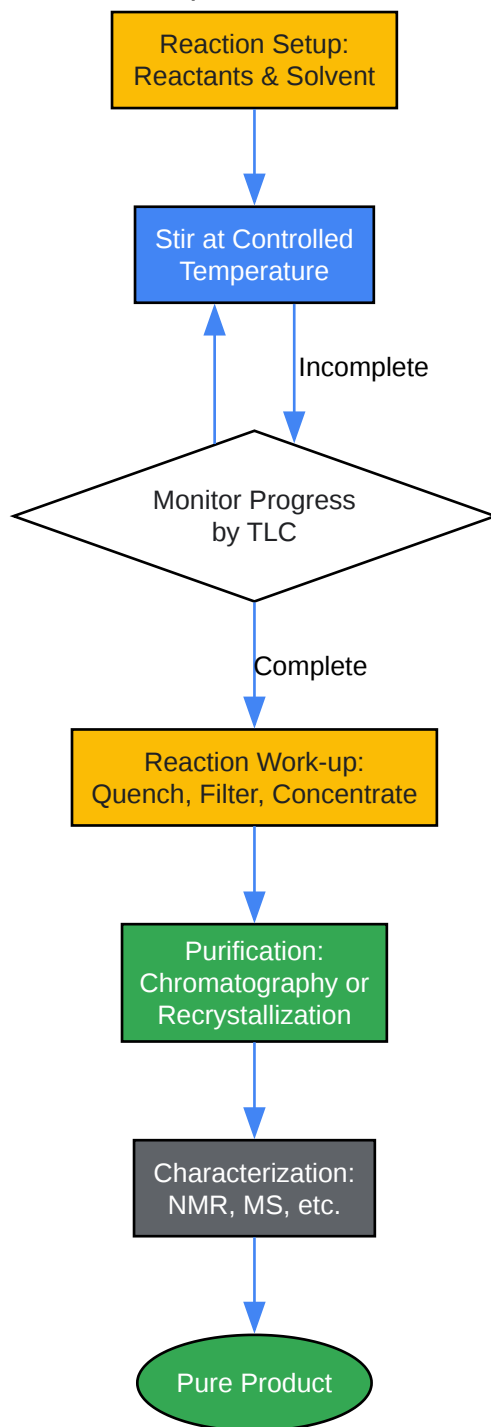 Reaction Setup:
Reactants & Solvent
Stir at Controlled
Temperature
Incomplete
Monitor Progress
by TLC
Complete
Reaction Work-up:
Quench, Filter, Concentrate
Purification:
Chromatography or
Recrystallization
Characterization:
NMR, MS, etc.
Pure Product